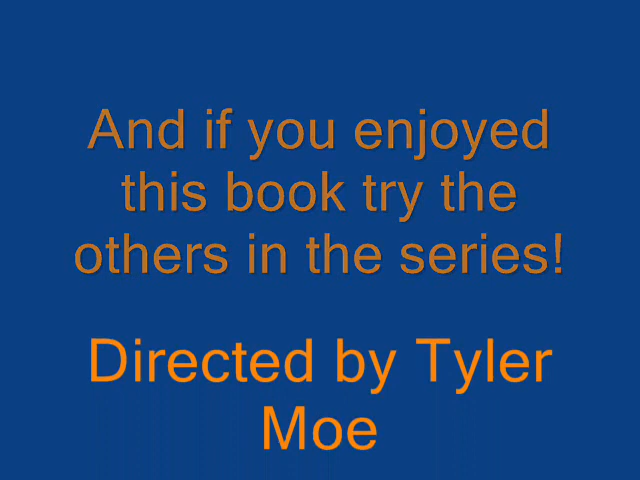 And if you enjoyed
this book try the
others in the series!
Directed by Tyler
Moe